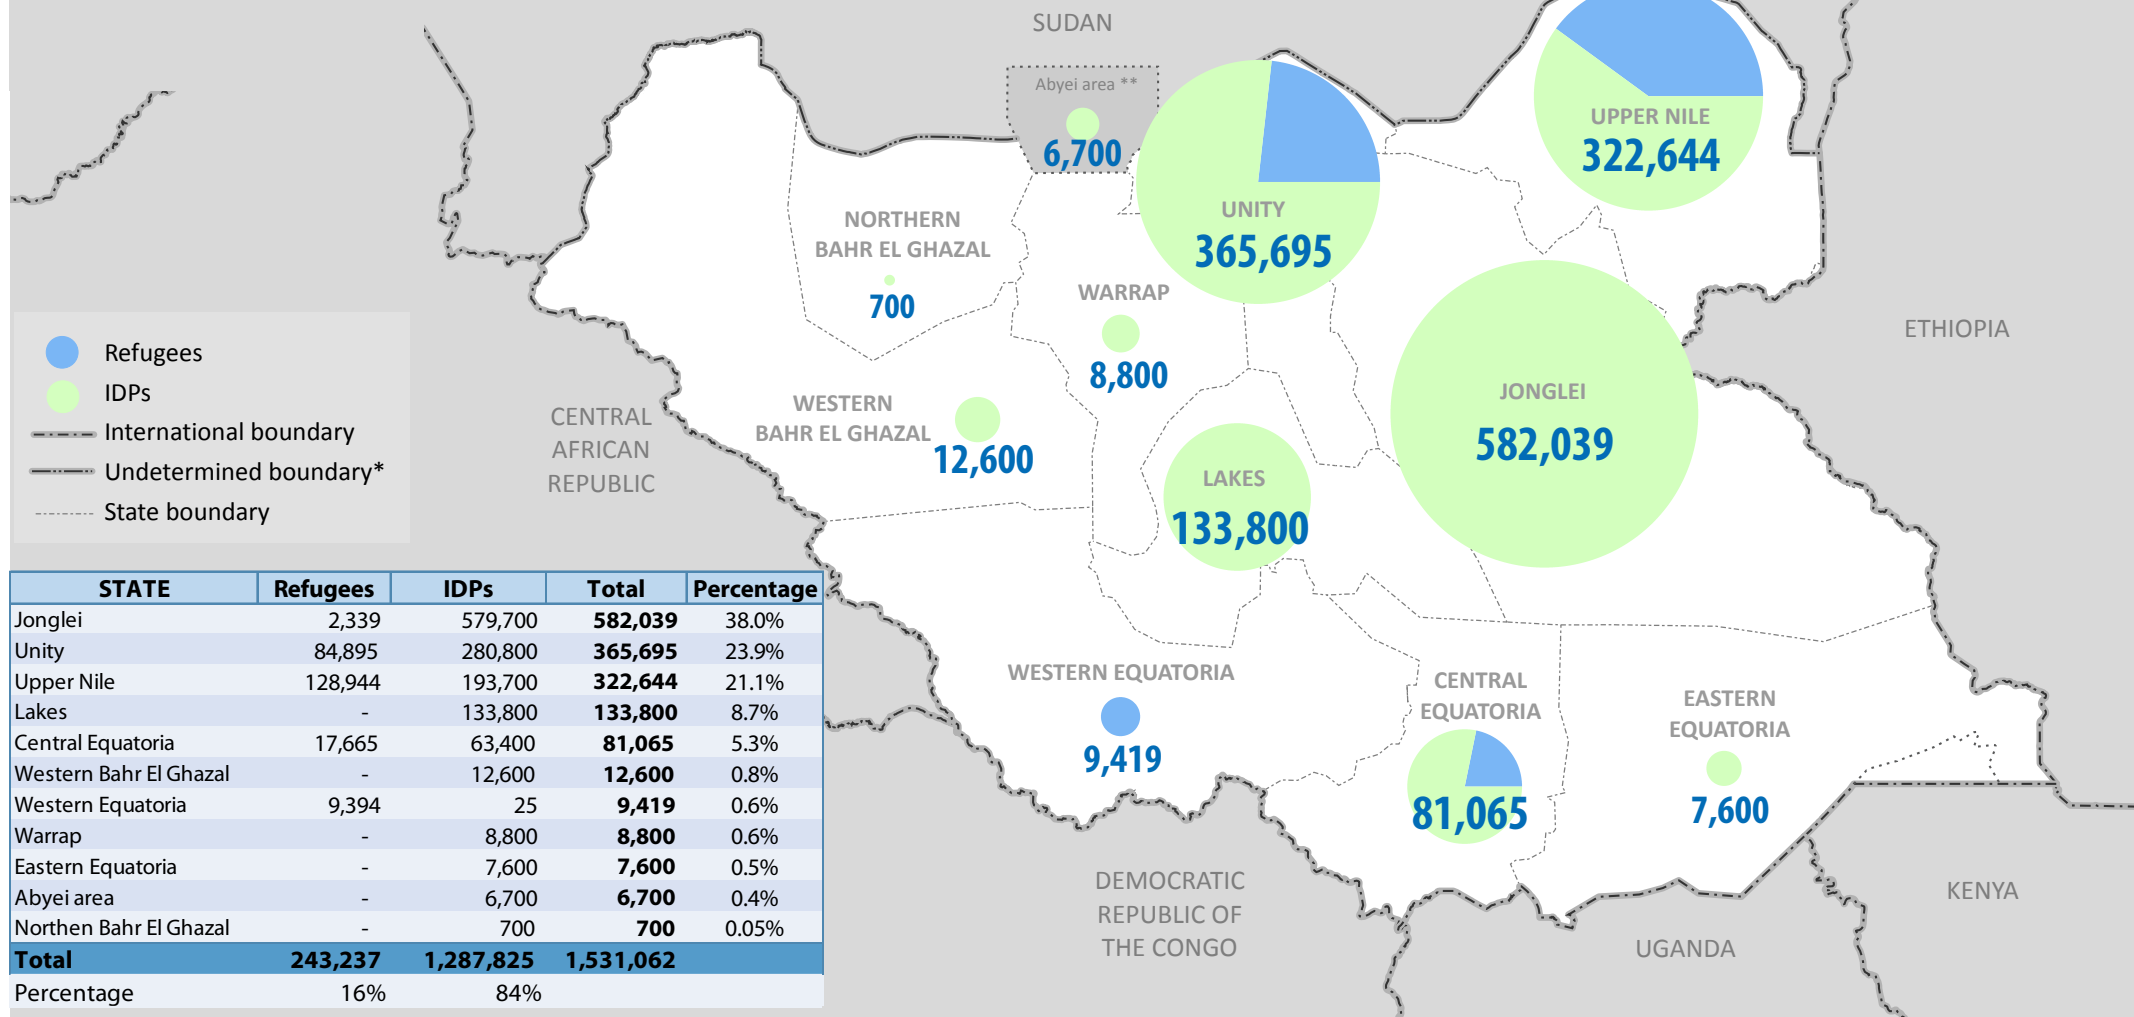 SUDAN
Abyei area **
6,700
UPPER NILE
322,644
UNITY
365,695
NORTHERN
BAHR EL GHAZAL
700
WARRAP
8,800
ETHIOPIA
Refugees
IDPs
International boundary
Undetermined boundary*
State boundary
CENTRAL
AFRICAN
REPUBLIC
WESTERN
BAHR EL GHAZAL
12,600
JONGLEI
582,039
LAKES
133,800
STATE Refugees IDPs Total Percentage
Jonglei 2,339 579,700 582,039 38.0%
Unity 84,895 280,800 365,695 23.9%
Upper Nile 128,944 193,700 322,644 21.1%
Lakes - 133,800 133,800 8.7%
Central Equatoria 17,665 63,400 81,065 5.3%
Western Bahr El Ghazal - 12,600 12,600 0.8%
Western Equatoria 9,394 25 9,419 0.6%
Warrap - 8,800 8,800 0.6%
Eastern Equatoria - 7,600 7,600 0.5%
Abyei area - 6,700 6,700 0.4%
Northen Bahr El Ghazal - 700 700 0.05%
Total 243,237 1,287,825 1,531,062
Percentage 16% 84%
WESTERN EQUATORIA
9,419
CENTRAL
EQUATORIA
81,065
EASTERN
EQUATORIA
7,600
DEMOCRATIC
REPUBLIC OF
THE CONGO
UGANDA
KENYA